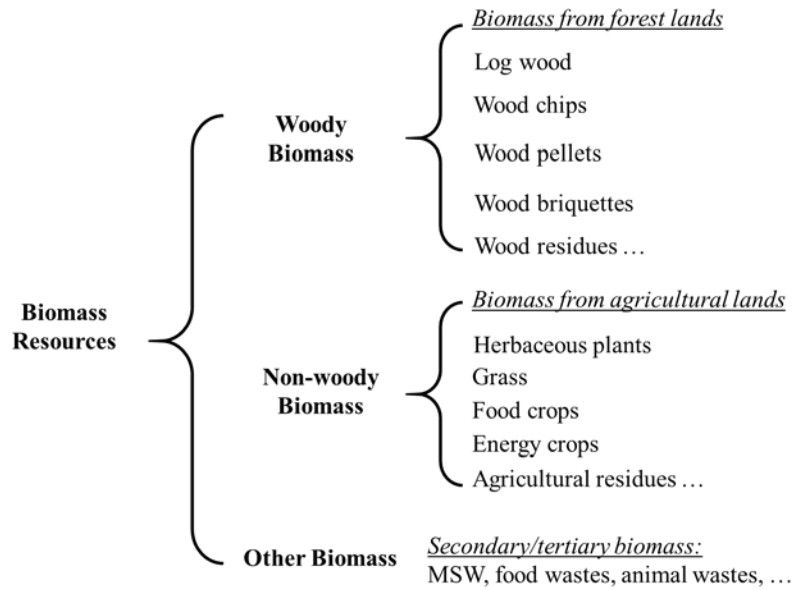 Biomass from forest lands
Log wood
Woody
Biomass
Wood chips
Wood pellets
Wood briquettes
Wood residues …
Biomass
Resources
Biomass from agricultural lands
Non-woody
Biomass
Herbaceous plants
Grass
Food crops
Energy crops
Agricultural residues …
Other Biomass
Secondary/tertiary biomass:
MSW, food wastes, animal wastes, …